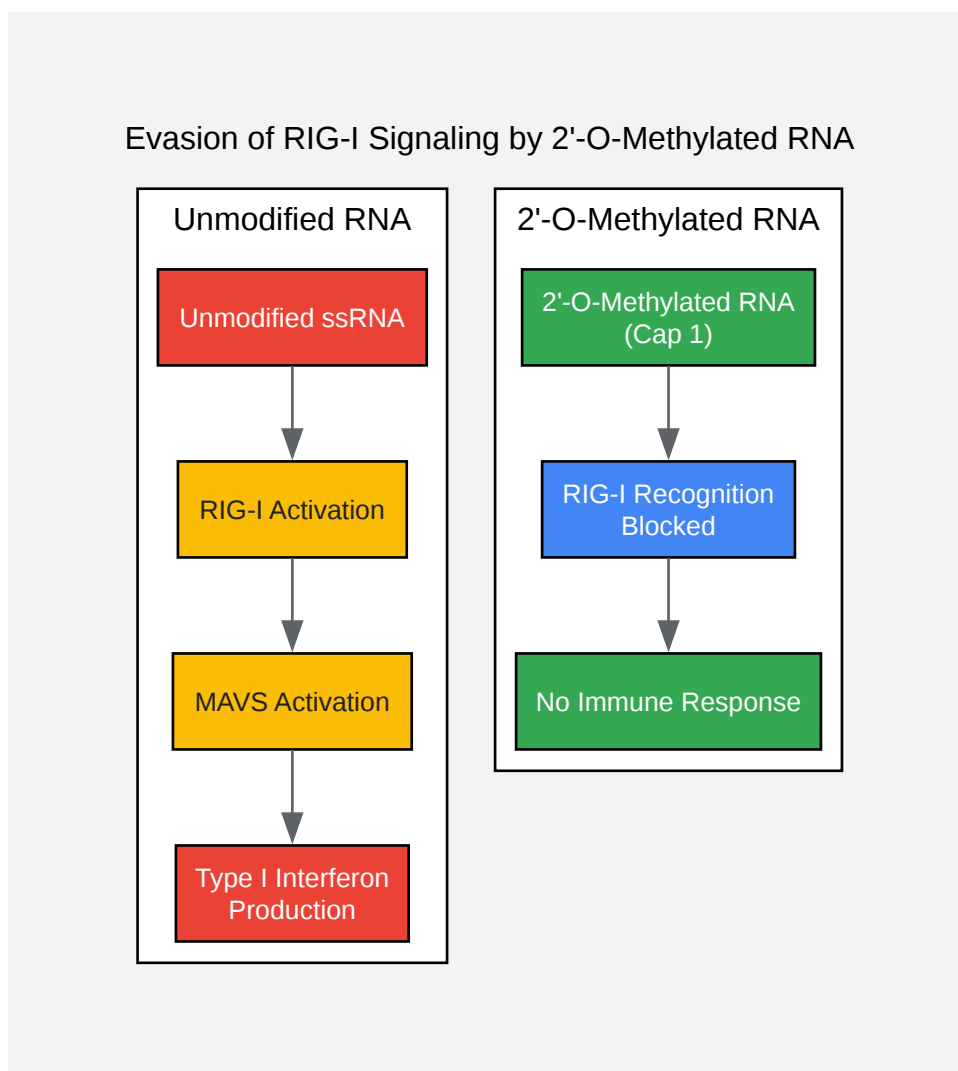 Evasion of RIG-I Signaling by 2'-O-Methylated RNA
Unmodified RNA
Unmodified ssRNA
RIG-I Activation
MAVS Activation
Type I Interferon
Production
2'-O-Methylated RNA
2'-O-Methylated RNA
(Cap 1)
RIG-I Recognition
Blocked
No Immune Response